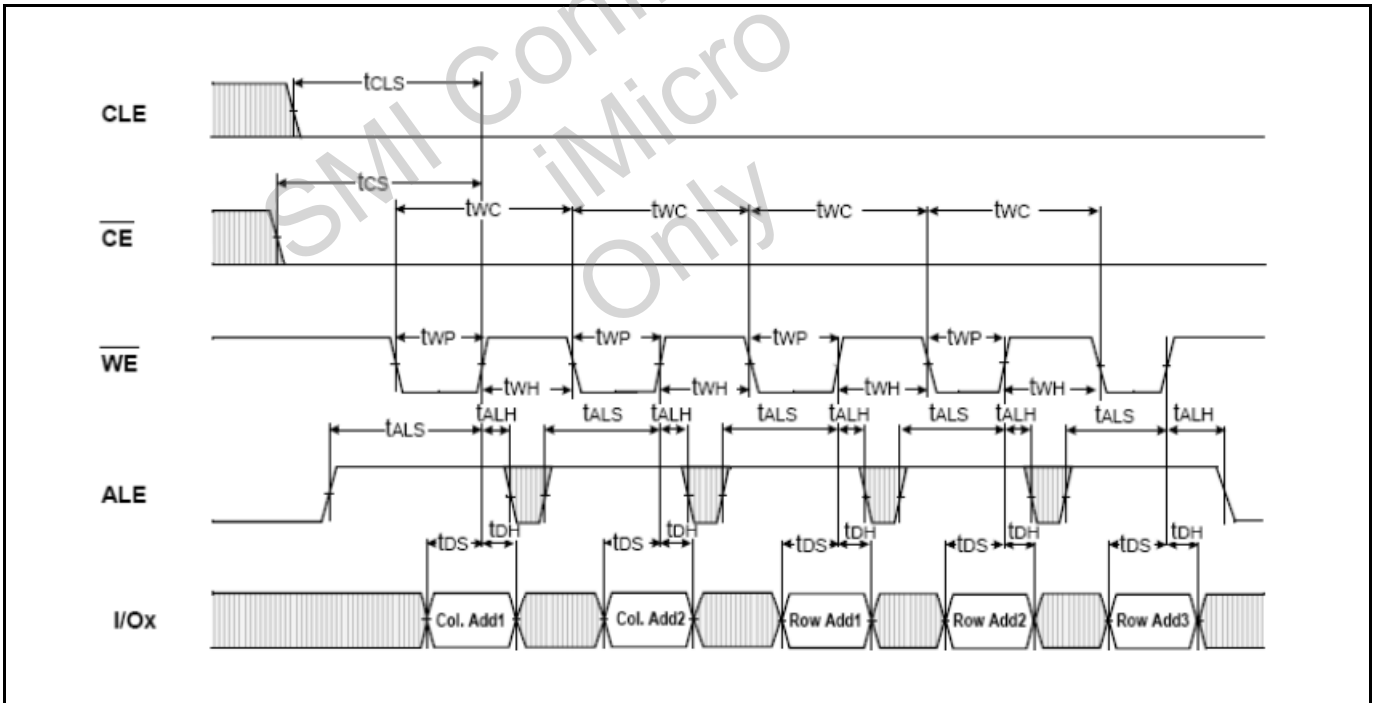 SMI Con
iMicro
Only
CLE
tCLS
CE
tCS
tWC tWC tWC tWC
WE
tWP tWP tWP tWP
tWH tWH tWH tWH
ALE
tALS tALH tALS tALH tALS tALH tALS tALH tALS tALH
tDS tDH tDS tDH tDS tDH tDS tDH tDS tDH
I/Ox
Col. Add1 Col. Add2 Row Add1 Row Add2 Row Add3